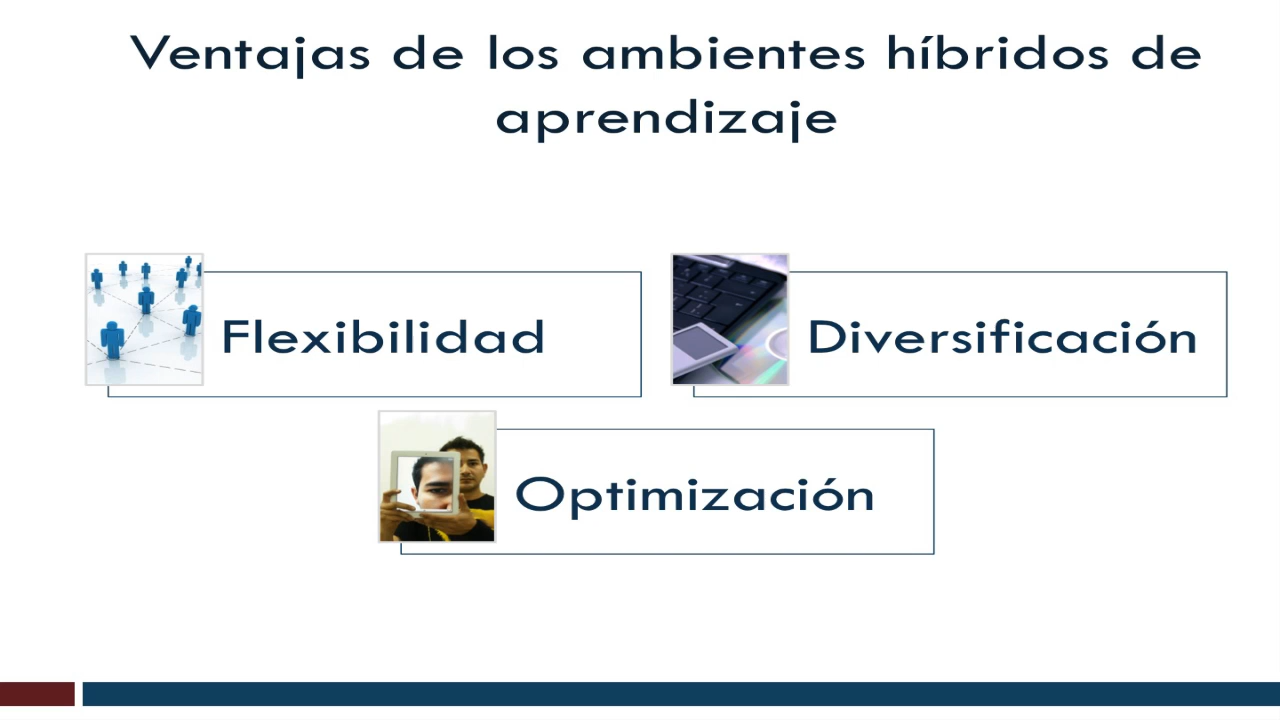 Ventajas de los ambientes híbridos de
aprendizaje
Flexibilidad
Diversificación
Optimización